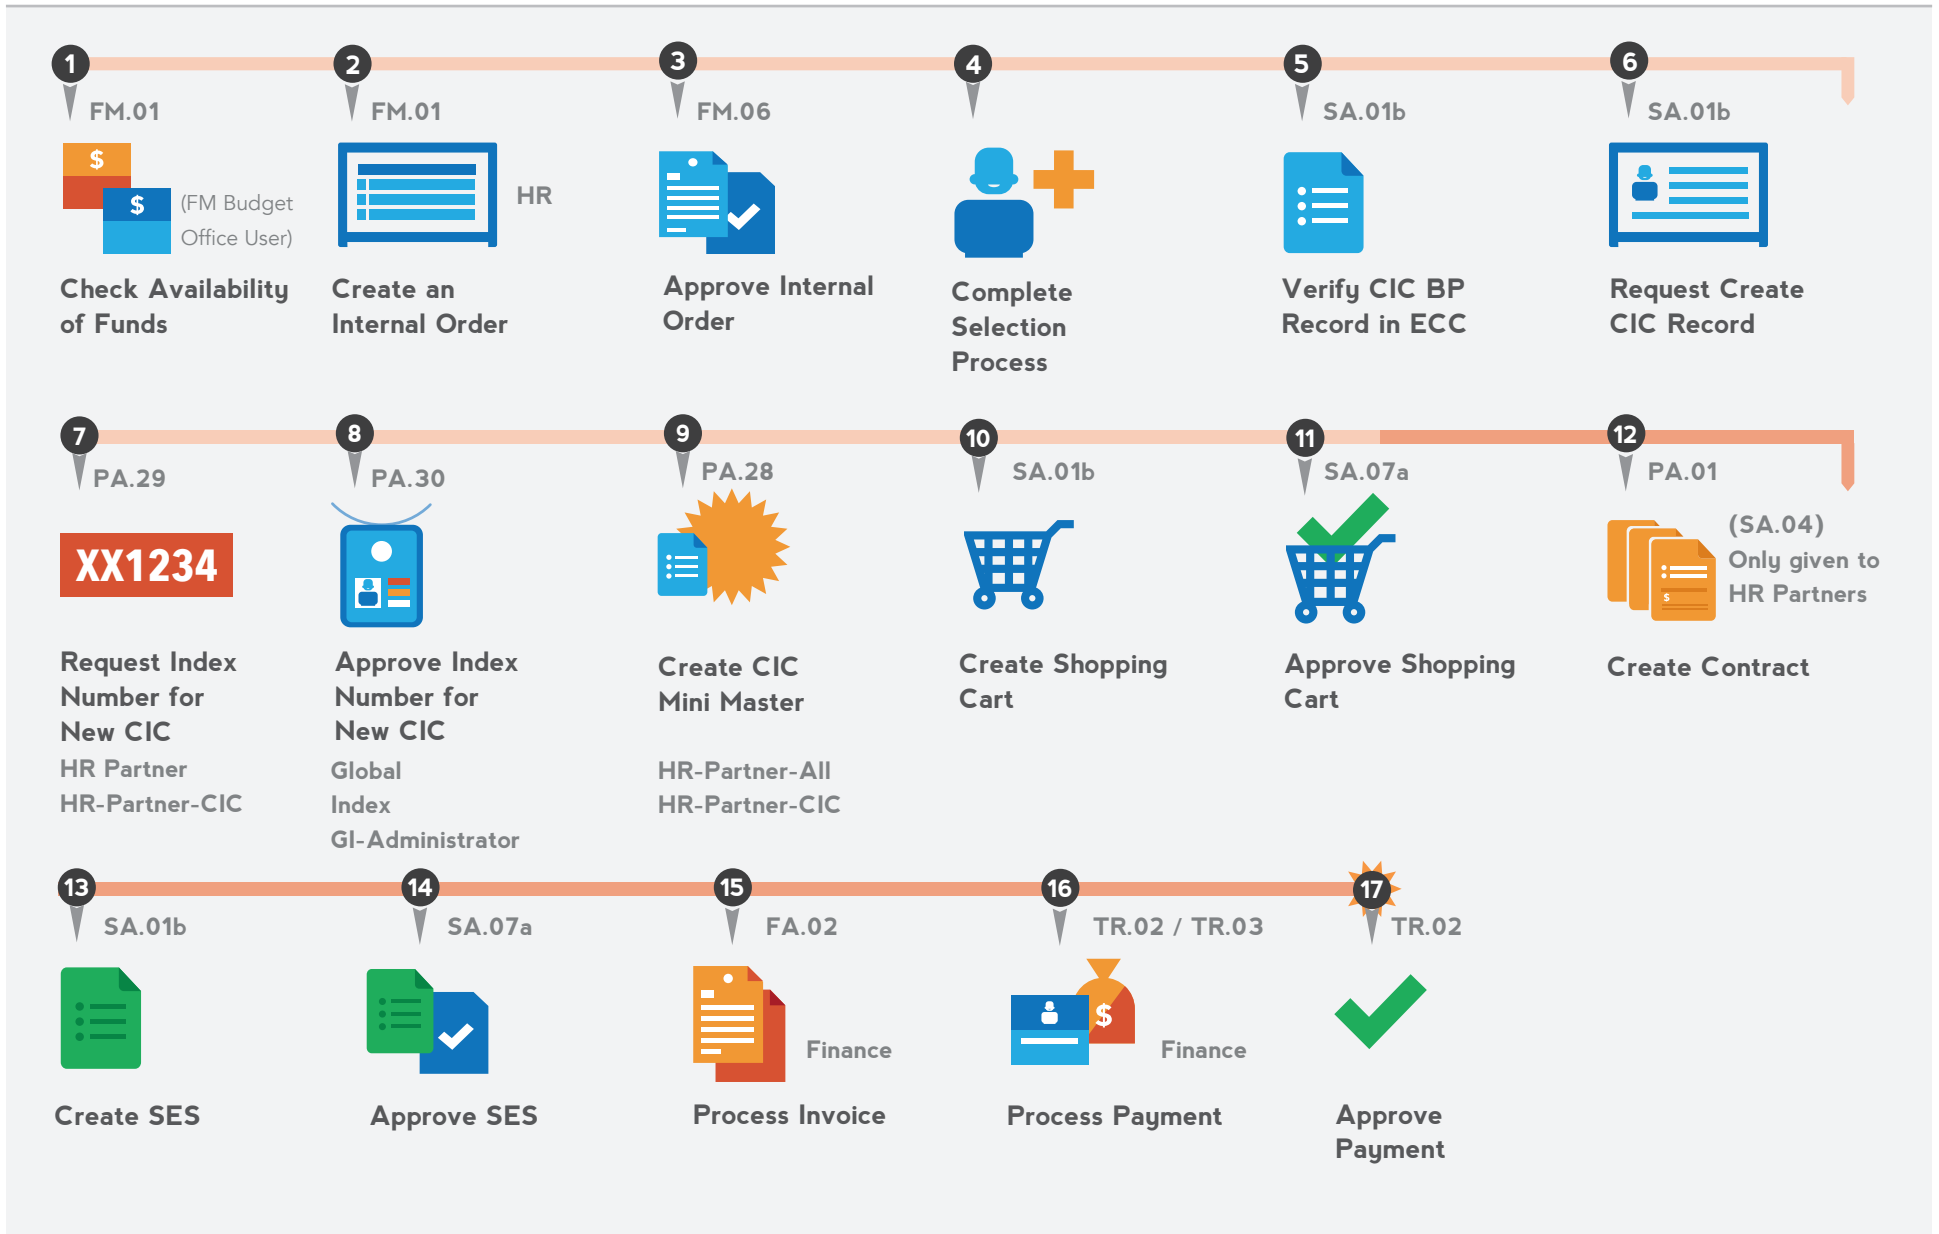 1
FM.01
$
$
(FM Budget
Office User)
Check Availability
of Funds
2
FM.01
HR
Create an
Internal Order
3
FM.06
Approve Internal
Order
4
Complete
Selection
Process
5
SA.01b
Verify CIC BP
Record in ECC
6
SA.01b
Request Create
CIC Record
7
PA.29
XX1234
Request Index
Number for
New CIC
HR Partner
HR-Partner-CIC
8
PA.30
Approve Index
Number for
New CIC
Global
Index
GI-Administrator
9
PA.28
Create CIC
Mini Master
HR-Partner-All
HR-Partner-CIC
10
SA.01b
Create Shopping
Cart
11
SA.07a
Approve Shopping
Cart
12
PA.01
(SA.04)
Only given to
HR Partners
$
Create Contract
13
SA.01b
Create SES
14
SA.07a
Approve SES
15
FA.02
Finance
Process Invoice
16
TR.02 / TR.03
$
Finance
Process Payment
17
TR.02
Approve
Payment